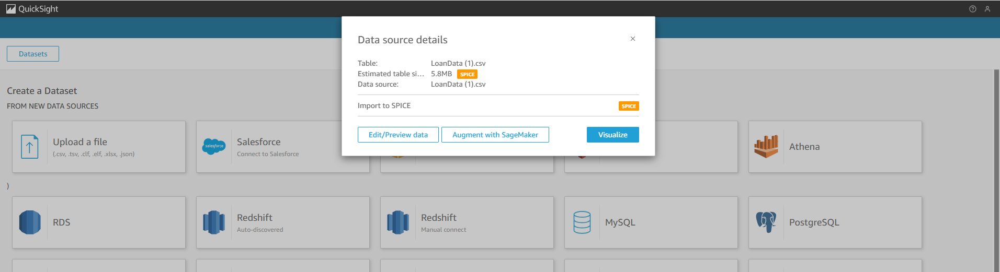 QuickSight
Data source details
Table: LoanData (1).csv
Estimated table si... 5.8MB SPICE
Data source: LoanData (1).csv
Import to SPICE SPICE
Edit/Preview data Augment with SageMaker Visualize
Datasets
Create a Dataset
FROM NEW DATA SOURCES
Upload a file
(.csv, .tsv, .clf, .elf, .xlsx, .json)
salesforce
Salesforce
Connect to Salesforce
Athena
)
RDS
Redshift
Auto-discovered
Redshift
Manual connect
MySQL
PostgreSQL